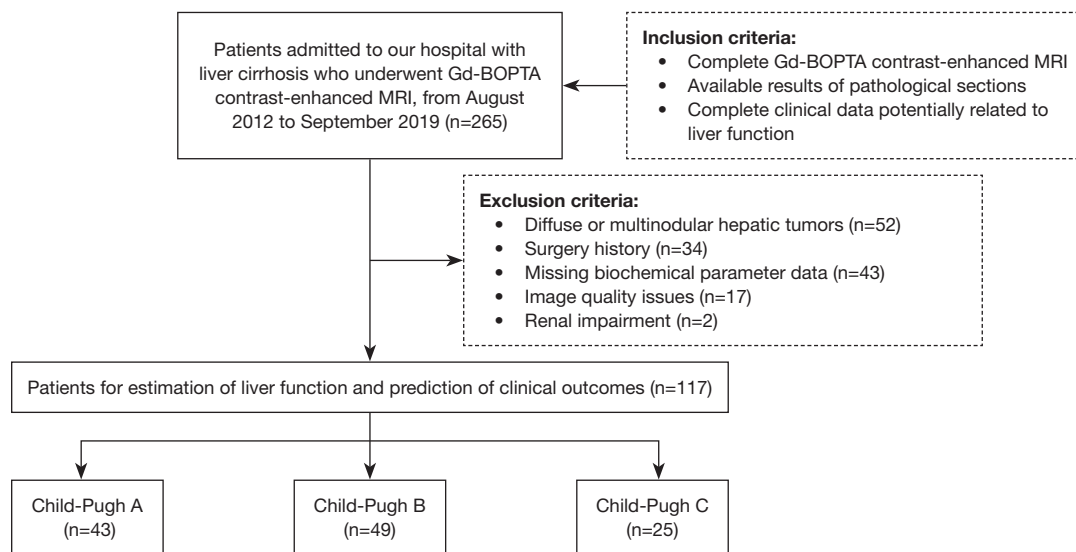 Patients admitted to our hospital with
liver cirrhosis who underwent Gd-BOPTA
contrast-enhanced MRI, from August
2012 to September 2019 (n=265)
Inclusion criteria:
• Complete Gd-BOPTA contrast-enhanced MRI
• Available results of pathological sections
• Complete clinical data potentially related to
liver function
Exclusion criteria:
• Diffuse or multinodular hepatic tumors (n=52)
• Surgery history (n=34)
• Missing biochemical parameter data (n=43)
• Image quality issues (n=17)
• Renal impairment (n=2)
Patients for estimation of liver function and prediction of clinical outcomes (n=117)
Child-Pugh A
(n=43)
Child-Pugh B
(n=49)
Child-Pugh C
(n=25)